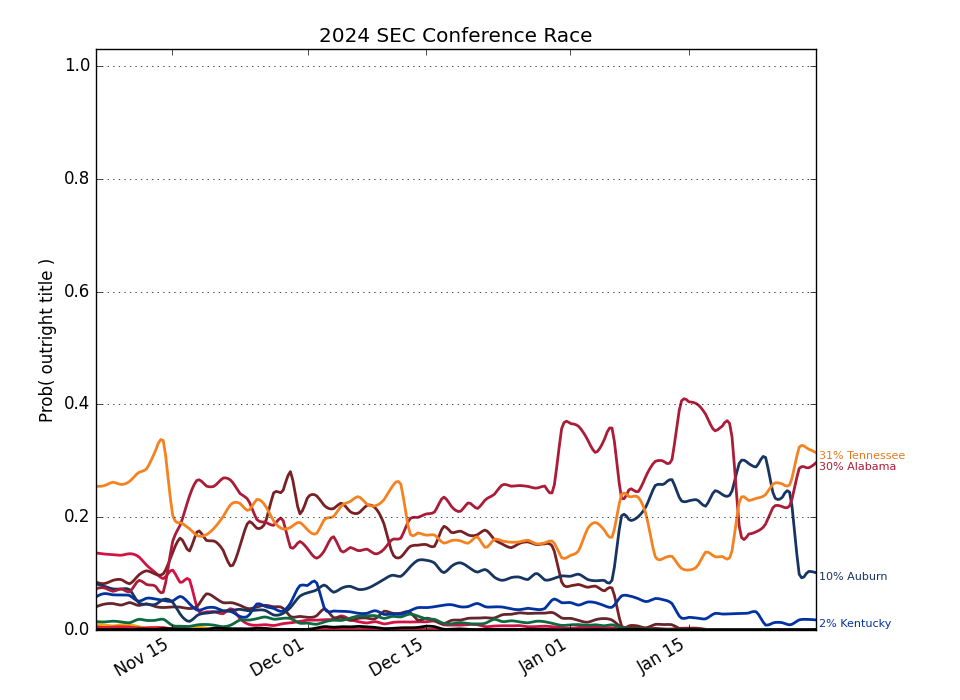 2024 SEC Conference Race
Prob( outright title )
1.0
0.8
0.6
0.4
0.2
0.0
31% Tennessee
30% Alabama
10% Auburn
2% Kentucky
Nov 15
Dec 01
Dec 15
Jan 01
Jan 15